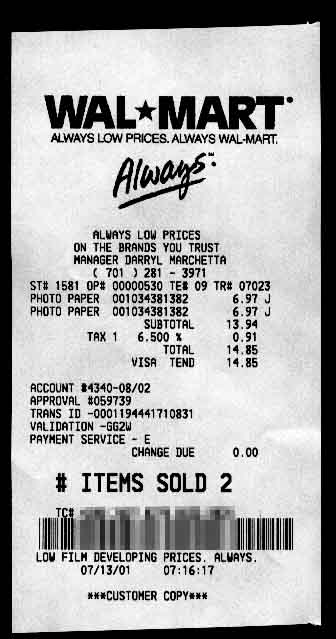 WAL★MART
ALWAYS LOW PRICES. ALWAYS WAL-MART.
Always.
ALWAYS LOW PRICES
ON THE BRANDS YOU TRUST
MANAGER DARRYL MARCHETTA
( 701 ) 281 - 3971
ST# 1581 OP# 00000530 TE# 09 TR# 07023
PHOTO PAPER 001034381382 6.97 J
PHOTO PAPER 001034381382 6.97 J
SUBTOTAL 13.94
TAX 1 6.500 % 0.91
TOTAL 14.85
VISA TEND 14.85
ACCOUNT #4340-08/02
APPROVAL #059739
TRANS ID -0001194441710831
VALIDATION -GG2W
PAYMENT SERVICE - E
CHANGE DUE 0.00
# ITEMS SOLD 2
TC#
LOW FILM DEVELOPING PRICES. ALWAYS.
07/13/01 07:16:17
***CUSTOMER COPY***